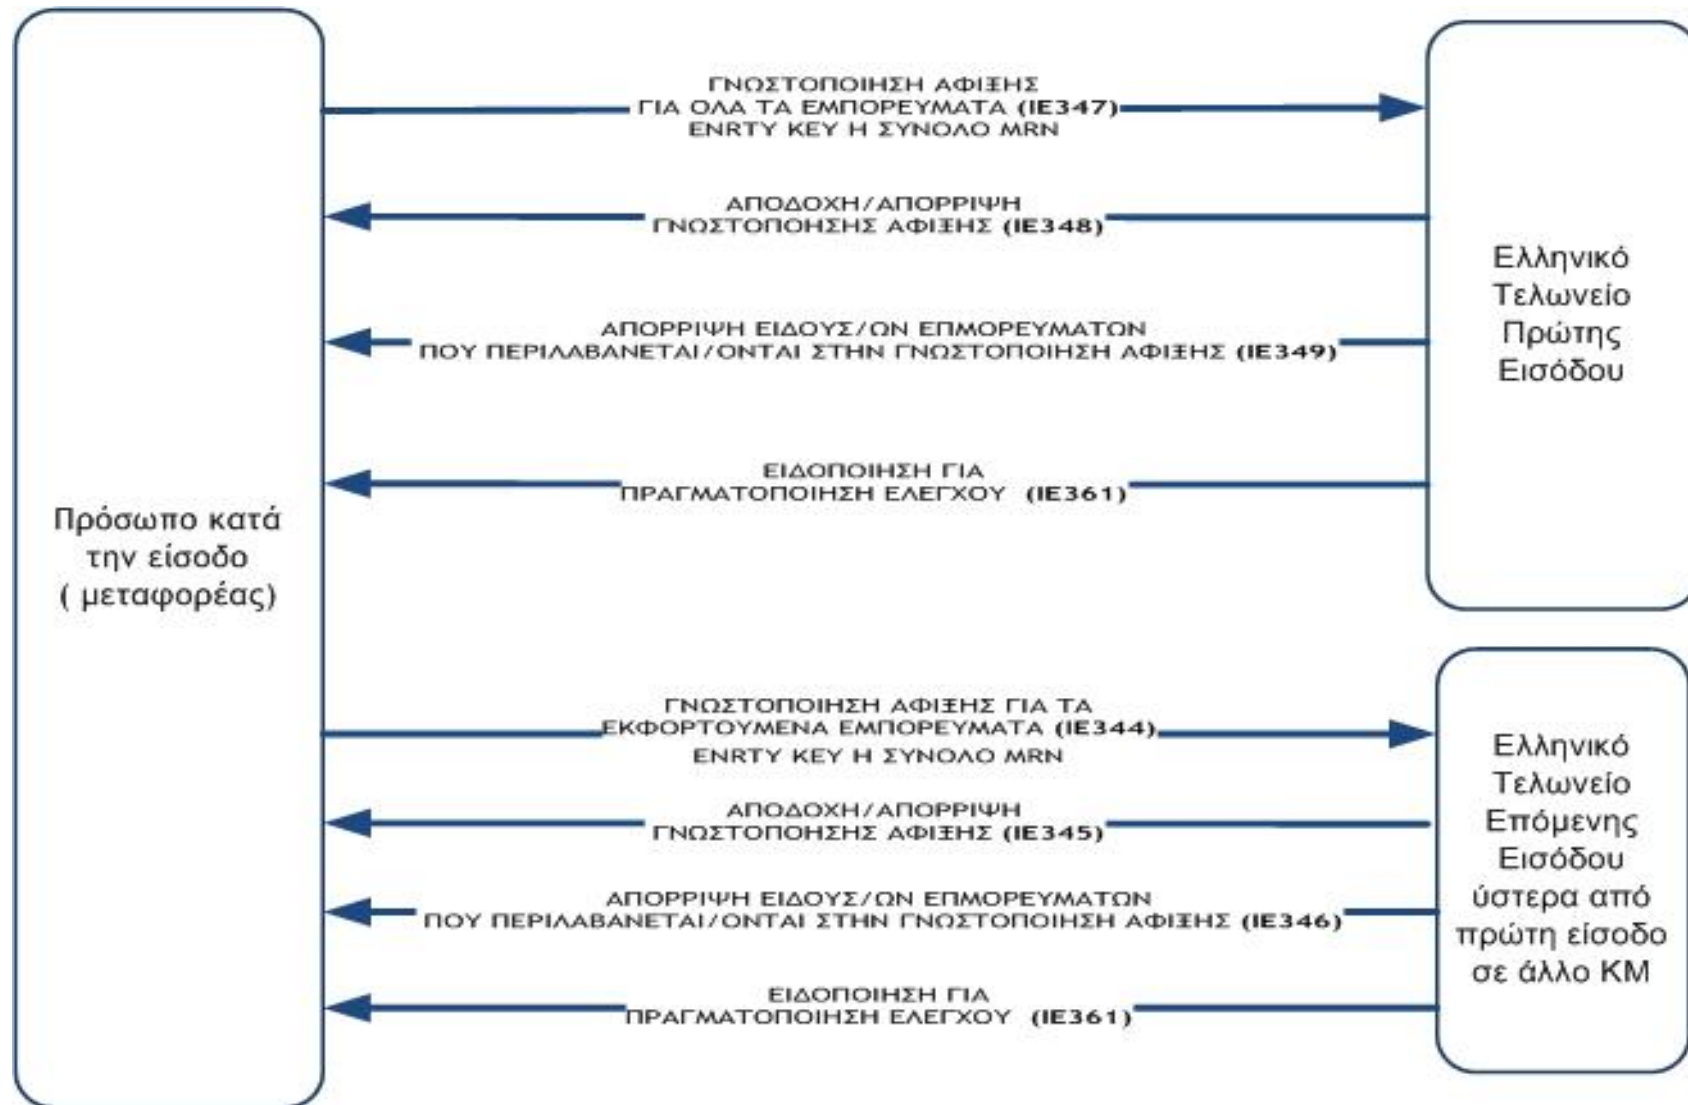 Πρόσωπο κατά
την είσοδο
( μεταφορέας)
ΓΝΩΣΤΟΠΟΙΗΣΗ ΑΦΙΞΗΣ
ΓΙΑ ΟΛΑ ΤΑ ΕΜΠΟΡΕΥΜΑΤΑ (IE347)
ENRTY KEY Η ΣΥΝΟΛΟ MRN
ΑΠΟΔΟΧΗ/ΑΠΟΡΡΙΨΗ
ΓΝΩΣΤΟΠΟΗΣΗΣ ΑΦΙΞΗΣ (IE348)
ΑΠΟΡΡΙΨΗ ΕΙΔΟΥΣ/ΩΝ ΕΠΜΟΡΕΥΜΑΤΩΝ
ΠΟΥ ΠΕΡΙΛΑΒΑΝΕΤΑΙ/ΟΝΤΑΙ ΣΤΗΝ ΓΝΩΣΤΟΠΟΙΗΣΗ ΑΦΙΞΗΣ (IE349)
ΕΙΔΟΠΟΙΗΣΗ ΓΙΑ
ΠΡΑΓΜΑΤΟΠΟΙΗΣΗ ΕΛΕΓΧΟΥ (IE361)
Ελληνικό
Τελωνείο
Πρώτης
Εισόδου
ΓΝΩΣΤΟΠΟΙΗΣΗ ΑΦΙΞΗΣ ΓΙΑ ΤΑ
ΕΚΦΟΡΤΟΥΜΕΝΑ ΕΜΠΟΡΕΥΜΑΤΑ (IE344)
ENRTY KEY Η ΣΥΝΟΛΟ MRN
ΑΠΟΔΟΧΗ/ΑΠΟΡΡΙΨΗ
ΓΝΩΣΤΟΠΟΗΣΗΣ ΑΦΙΞΗΣ (IE345)
ΑΠΟΡΡΙΨΗ ΕΙΔΟΥΣ/ΩΝ ΕΠΜΟΡΕΥΜΑΤΩΝ
ΠΟΥ ΠΕΡΙΛΑΒΑΝΕΤΑΙ/ΟΝΤΑΙ ΣΤΗΝ ΓΝΩΣΤΟΠΟΙΗΣΗ ΑΦΙΞΗΣ (IE346)
ΕΙΔΟΠΟΙΗΣΗ ΓΙΑ
ΠΡΑΓΜΑΤΟΠΟΙΗΣΗ ΕΛΕΓΧΟΥ (IE361)
Ελληνικό
Τελωνείο
Επόμενης
Εισόδου
ύστερα από
πρώτη είσοδο
σε άλλο ΚΜ